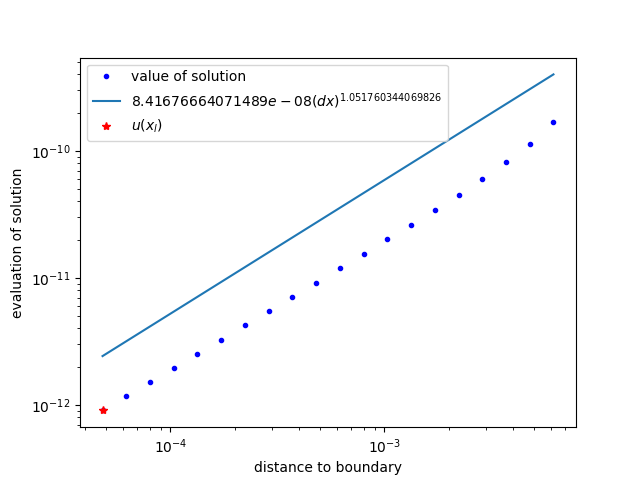 value of solution
8.41676664071489e − 08(dx)^1.051760344069826
u(x_l)
10^−10
10^−11
10^−12
evaluation of solution
10^−4
10^−3
distance to boundary